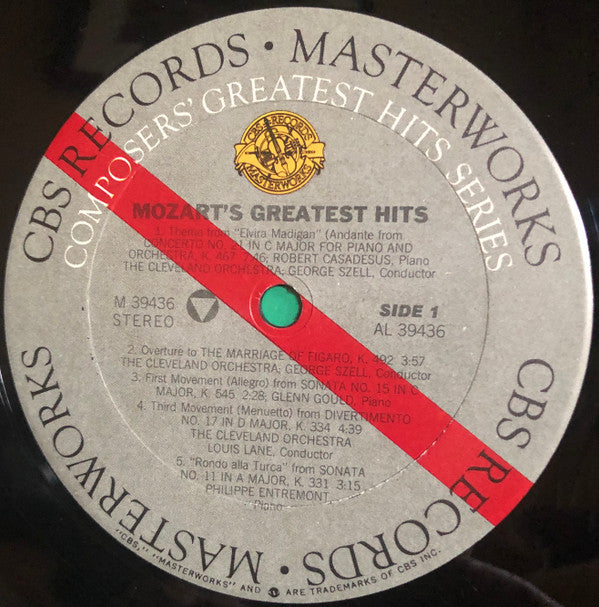 CBS RECORDS · MASTERWORKS
COMPOSERS' GREATEST HITS SERIES
CBS RECORDS
MASTERWORKS
MOZART'S GREATEST HITS
1. Theme from "Elvira Madigan" (Andante from
CONCERTO NO. 21 IN C MAJOR FOR PIANO AND
ORCHESTRA, K. 467 7:46; ROBERT CASADESUS, Piano
THE CLEVELAND ORCHESTRA; GEORGE SZELL, Conductor
M 39436
STEREO
SIDE 1
AL 39436
2. Overture to THE MARRIAGE OF FIGARO, K. 492 3:57
THE CLEVELAND ORCHESTRA; GEORGE SZELL, Conductor
3. First Movement (Allegro) from SONATA NO. 15 IN C
MAJOR, K. 545 2:28; GLENN GOULD, Piano
4. Third Movement (Menuetto) from DIVERTIMENTO
NO. 17 IN D MAJOR, K. 334 4:39
THE CLEVELAND ORCHESTRA
LOUIS LANE, Conductor
5. "Rondo alla Turca" from SONATA
NO. 11 IN A MAJOR, K. 331 3:15
PHILIPPE ENTREMONT
Piano
CBS RECORDS · MASTERWORKS
"CBS," "MASTERWORKS" AND ARE TRADEMARKS OF CBS INC.